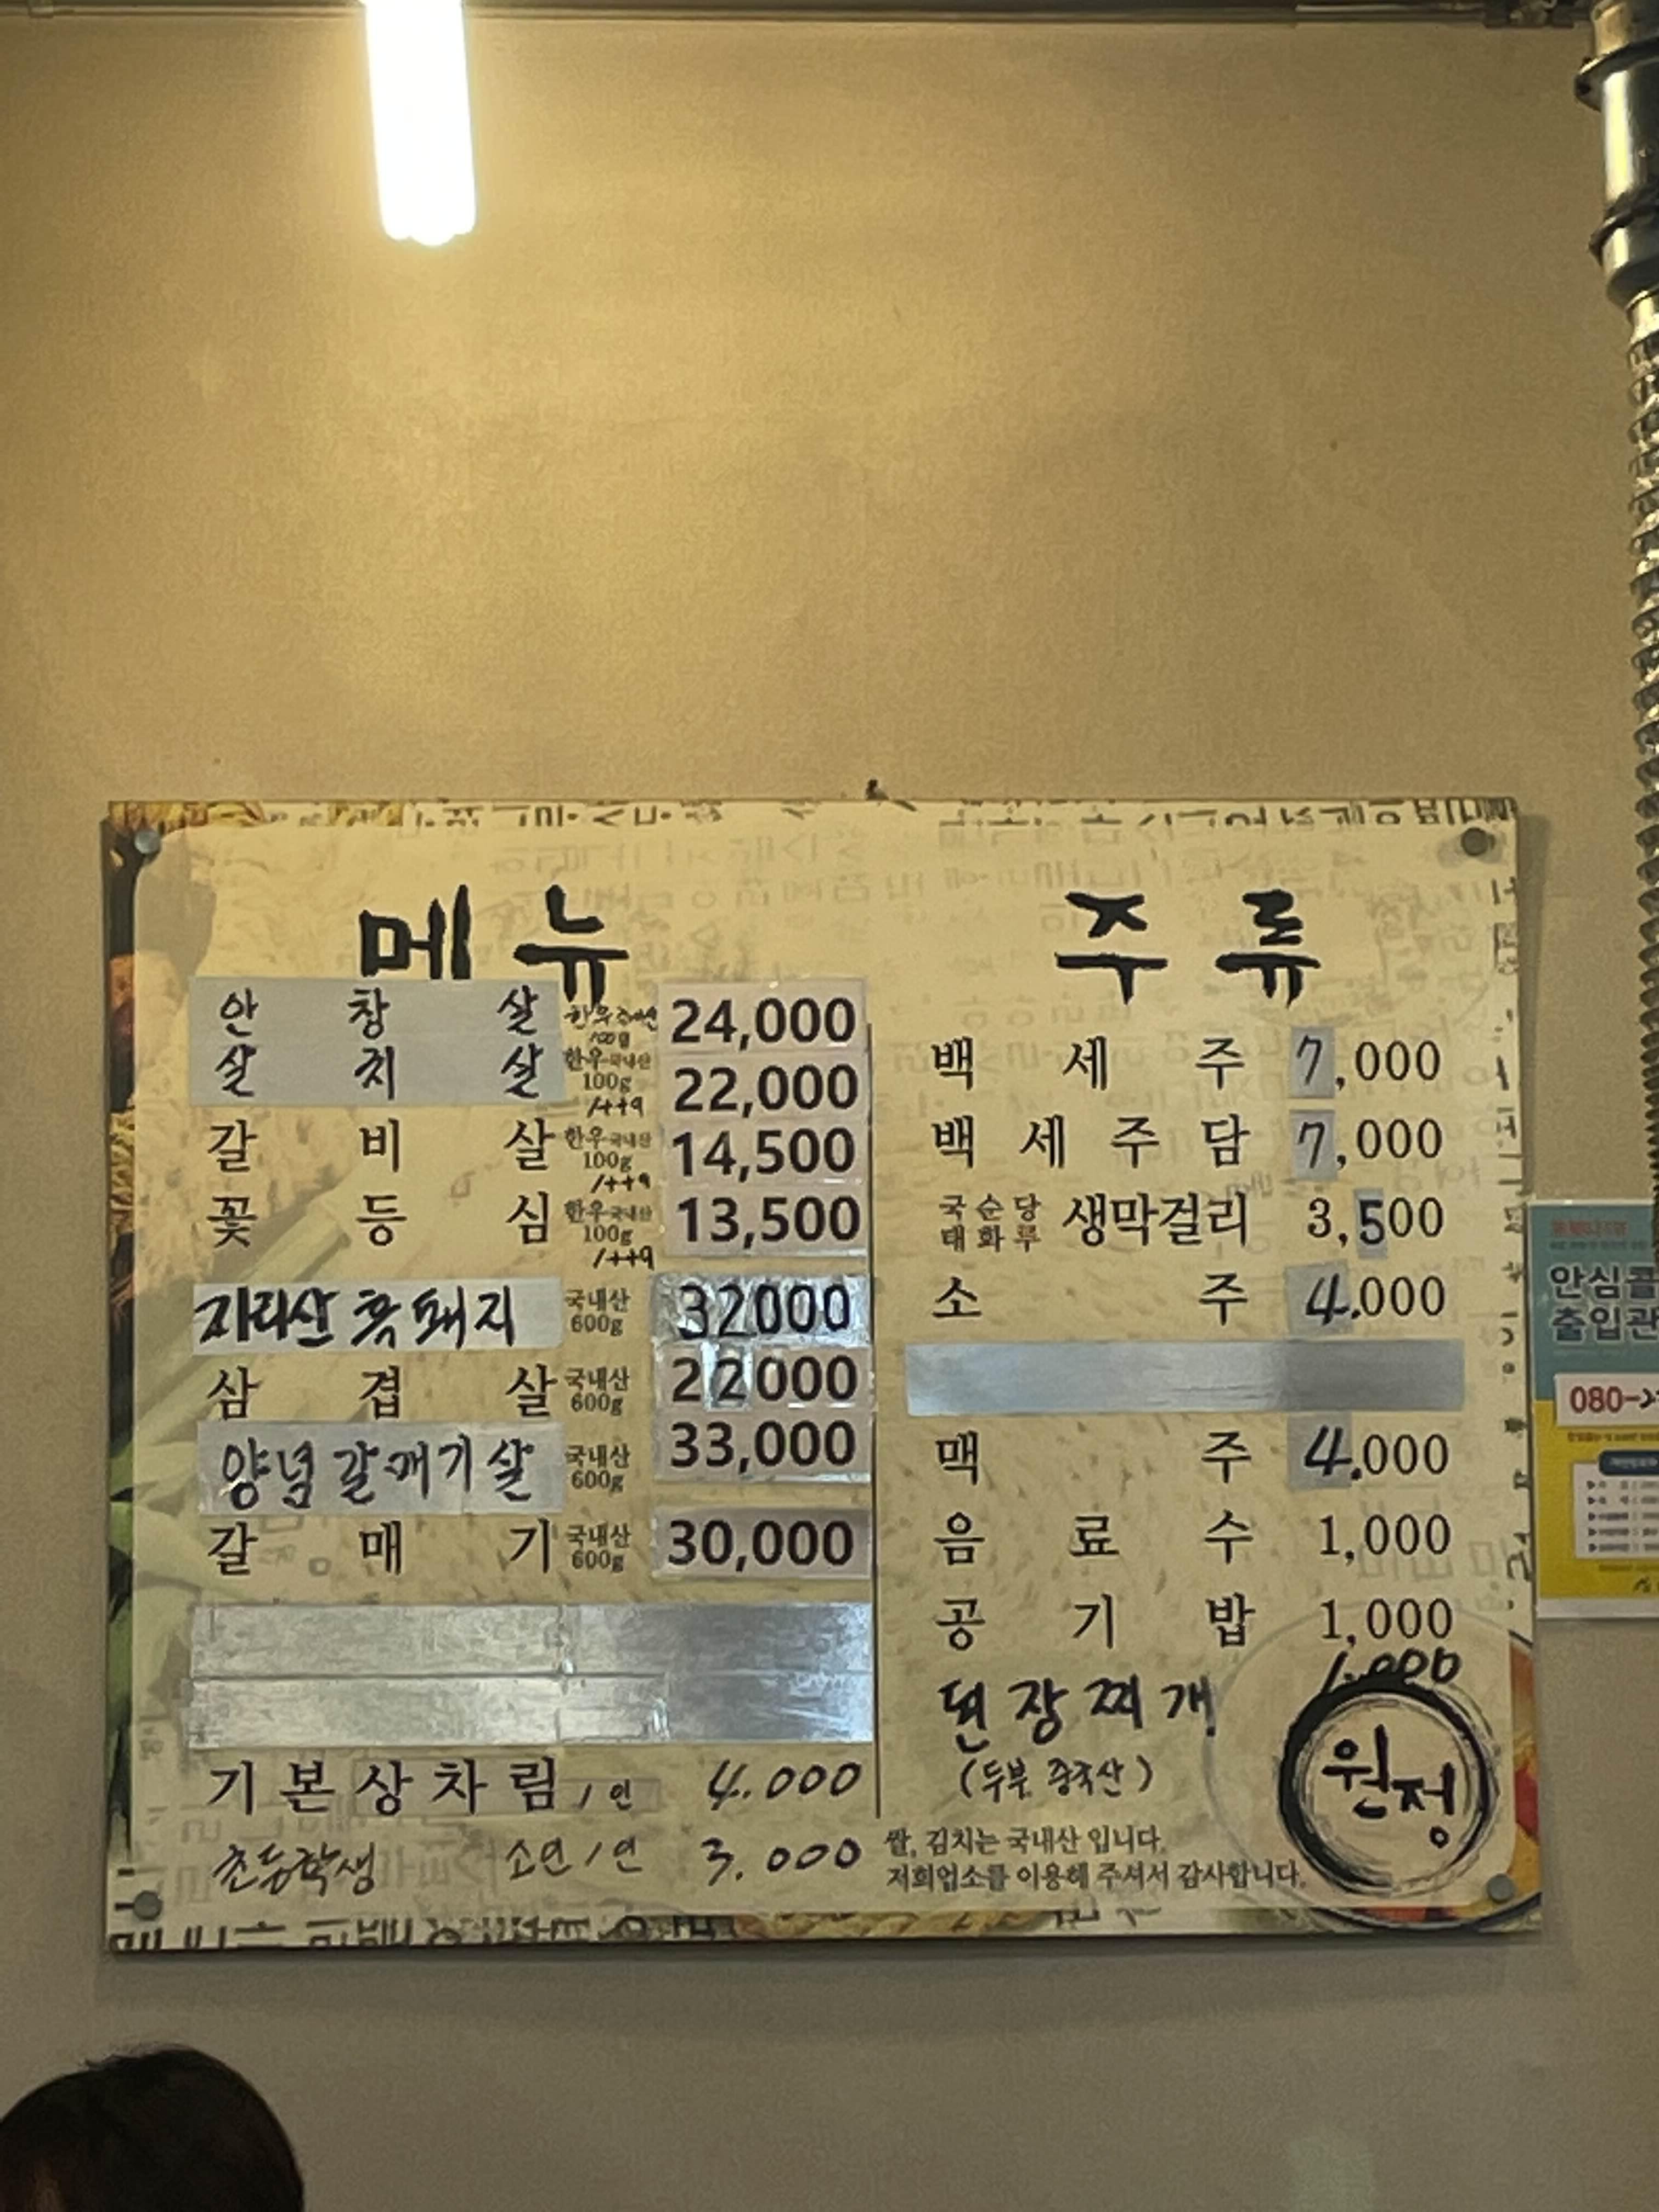 메뉴
안창살 100g 24,000
살치살 한우국내산 100g 1++9 22,000
갈비살 한우국내산 100g 1++9 14,500
꽃등심 한우국내산 100g 1++9 13,500
지리산흑돼지 국내산 600g 32000
삼겹살 국내산 600g 22000
양념갈매기살 국내산 600g 33,000
갈매기 국내산 600g 30,000
기본상차림/인 4.000
초등학생 소인/인 3.000
주류
백세주 7,000
백세주담 7,000
국순당 태화루 생막걸리 3,500
소주 4.000
맥주 4.000
음료수 1,000
공기밥 1,000
된장찌개 1.000
(두부 중국산)
쌀, 김치는 국내산 입니다.
저희업소를 이용해 주셔서 감사합니다.
원정
안심콜
출입관
080-